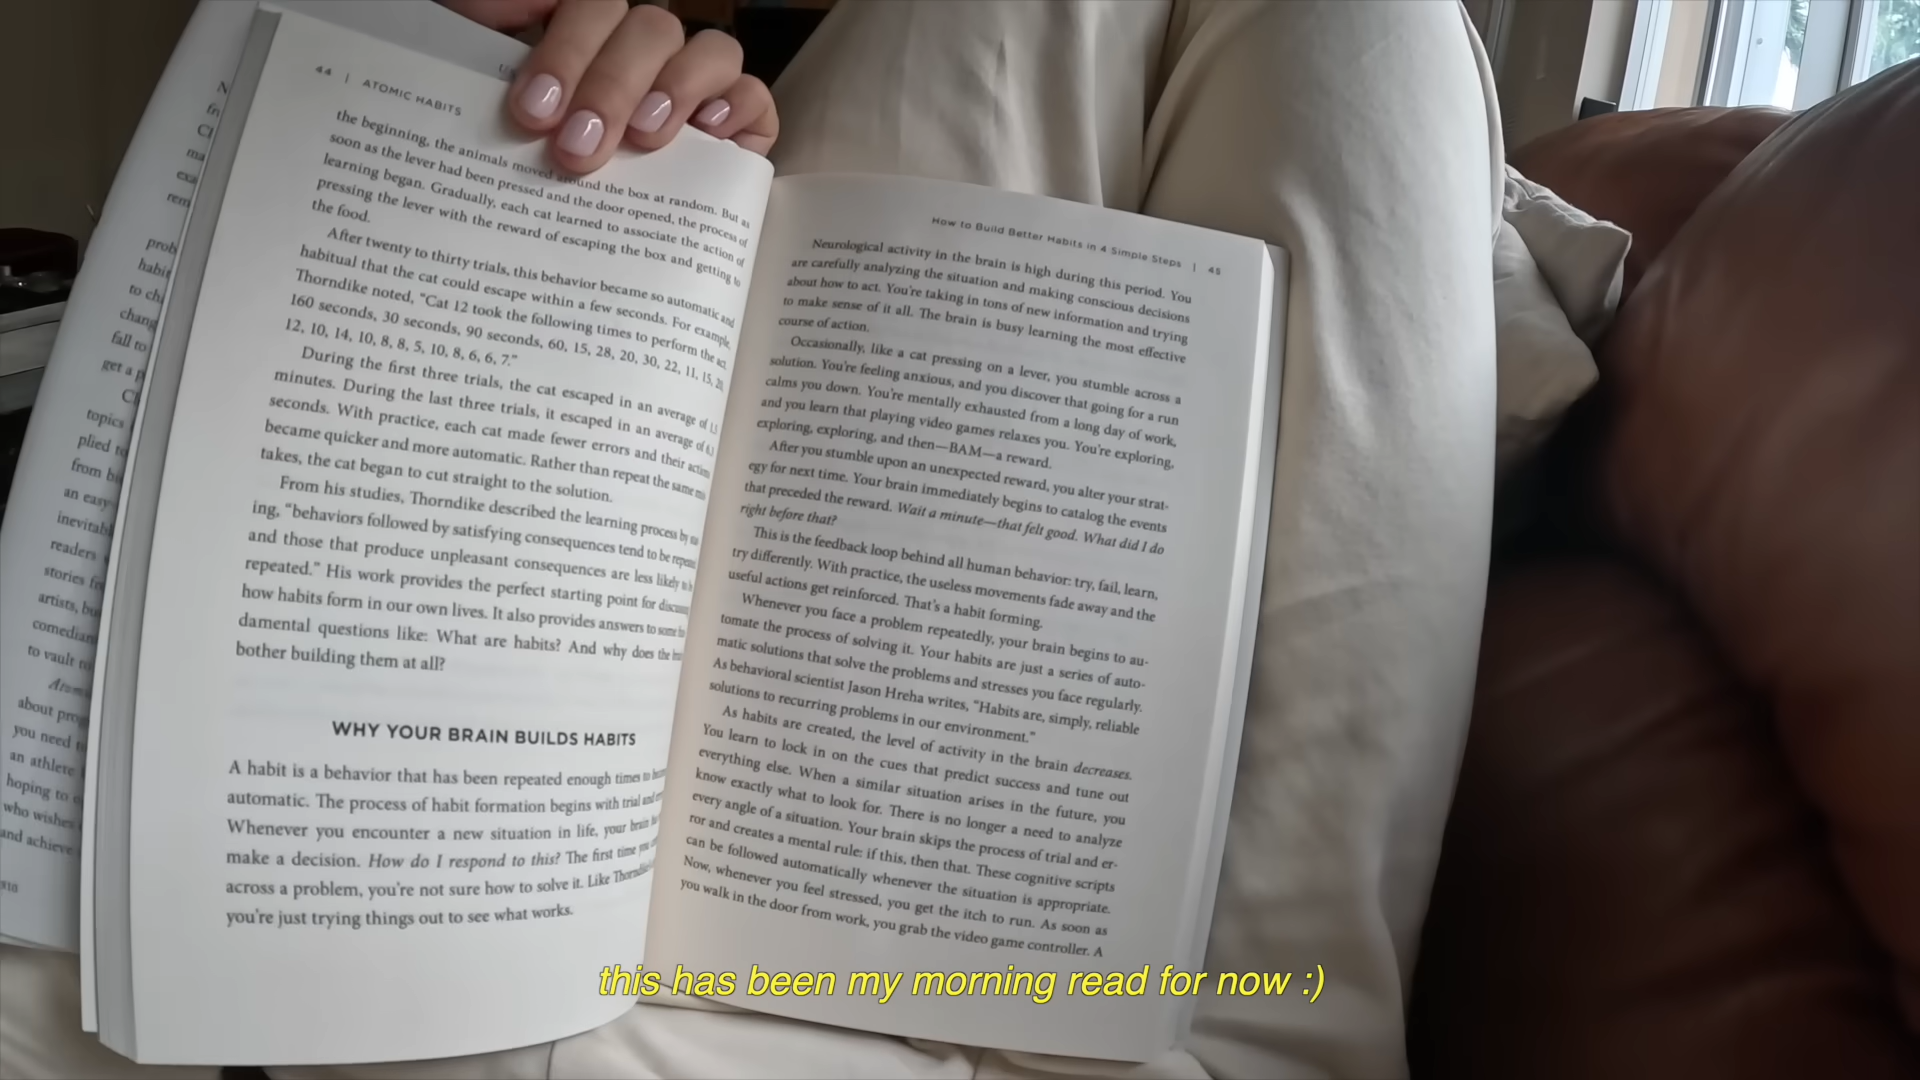 44 | ATOMIC HABITS
the beginning, the animals moved around the box at random. But as
soon as the lever had been pressed and the door opened, the process of
learning began. Gradually, each cat learned to associate the action of
pressing the lever with the reward of escaping the box and getting to
the food.
After twenty to thirty trials, this behavior became so automatic and
habitual that the cat could escape within a few seconds. For example,
Thorndike noted, “Cat 12 took the following times to perform the act.
160 seconds, 30 seconds, 90 seconds, 60, 15, 28, 20, 30, 22, 11, 15, 20,
12, 10, 14, 10, 8, 8, 5, 10, 8, 6, 6, 7.”
During the first three trials, the cat escaped in an average of
minutes. During the last three trials, it escaped in an average of
seconds. With practice, each cat made fewer errors and their
became quicker and more automatic. Rather than repeat the same
takes, the cat began to cut straight to the solution.
From his studies, Thorndike described the learning process by
ing, “behaviors followed by satisfying consequences tend to be
and those that produce unpleasant consequences are less likely
repeated.” His work provides the perfect starting point for
how habits form in our own lives. It also provides answers to some
damental questions like: What are habits? And why does the
bother building them at all?
WHY YOUR BRAIN BUILDS HABITS
A habit is a behavior that has been repeated enough times to
automatic. The process of habit formation begins with trial and
Whenever you encounter a new situation in life, your brain
make a decision. How do I respond to this? The first time you
across a problem, you’re not sure how to solve it. Like
you’re just trying things out to see what works.
How to Build Better Habits in 4 Simple Steps | 45
Neurological activity in the brain is high during this period. You
are carefully analyzing the situation and making conscious decisions
about how to act. You’re taking in tons of new information and trying
to make sense of it all. The brain is busy learning the most effective
course of action.
Occasionally, like a cat pressing on a lever, you stumble across a
solution. You’re feeling anxious, and you discover that going for a run
calms you down. You’re mentally exhausted from a long day of work,
and you learn that playing video games relaxes you. You’re exploring,
exploring, exploring, and then—BAM—a reward.
After you stumble upon an unexpected reward, you alter your strat-
egy for next time. Your brain immediately begins to catalog the events
that preceded the reward. Wait a minute—that felt good. What did I do
right before that?
This is the feedback loop behind all human behavior: try, fail, learn,
try differently. With practice, the useless movements fade away and the
useful actions get reinforced. That’s a habit forming.
Whenever you face a problem repeatedly, your brain begins to au-
tomate the process of solving it. Your habits are just a series of auto-
matic solutions that solve the problems and stresses you face regularly.
As behavioral scientist Jason Hreha writes, “Habits are, simply, reliable
solutions to recurring problems in our environment.”
As habits are created, the level of activity in the brain decreases.
You learn to lock in on the cues that predict success and tune out
everything else. When a similar situation arises in the future, you
know exactly what to look for. There is no longer a need to analyze
every angle of a situation. Your brain skips the process of trial and er-
ror and creates a mental rule: if this, then that. These cognitive scripts
can be followed automatically whenever the situation is appropriate.
Now, whenever you feel stressed, you get the itch to run. As soon as
you walk in the door from work, you grab the video game controller. A
this has been my morning read for now :)